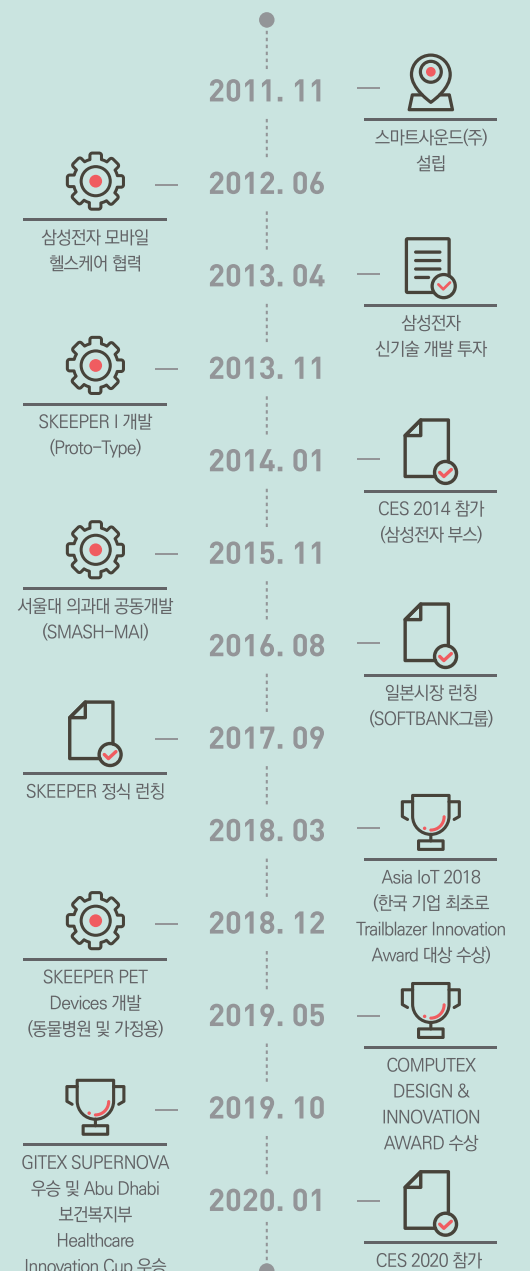 2011. 11
스마트사운드(주)
설립
2012. 06
삼성전자 모바일
헬스케어 협력
2013. 04
삼성전자
신기술 개발 투자
2013. 11
SKEEPER I 개발
(Proto-Type)
2014. 01
CES 2014 참가
(삼성전자 부스)
2015. 11
서울대 의과대 공동개발
(SMASH-MAI)
2016. 08
일본시장 런칭
(SOFTBANK그룹)
2017. 09
SKEEPER 정식 런칭
2018. 03
Asia IoT 2018
(한국 기업 최초로
Trailblazer Innovation
Award 대상 수상)
2018. 12
SKEEPER PET
Devices 개발
(동물병원 및 가정용)
2019. 05
COMPUTEX
DESIGN &
INNOVATION
AWARD 수상
2019. 10
GITEX SUPERNOVA
우승 및 Abu Dhabi
보건복지부
Healthcare
Innovation Cup 우승
2020. 01
CES 2020 참가